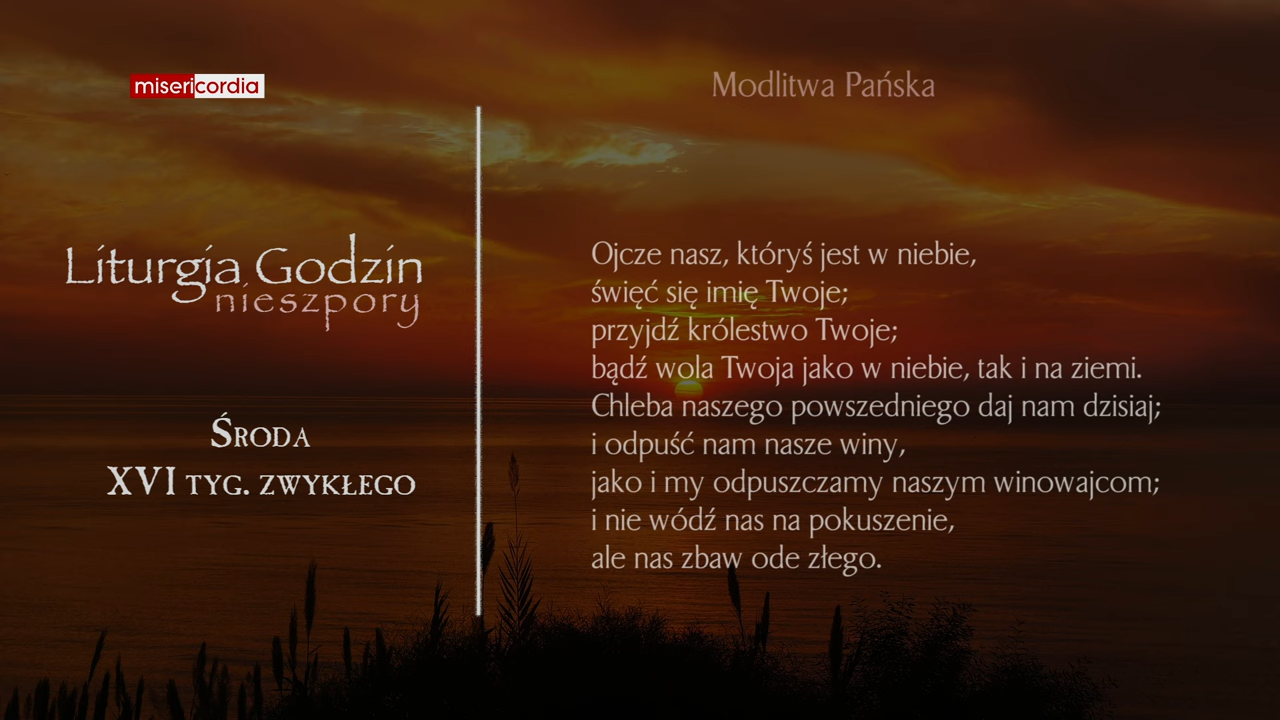 misericordia
Liturgia Godzin
nieszpory
Środa
XVI tyg. zwykłego
Modlitwa Pańska
Ojcze nasz, któryś jest w niebie,
święć się imię Twoje;
przyjdź królestwo Twoje;
bądź wola Twoja jako w niebie, tak i na ziemi.
Chleba naszego powszedniego daj nam dzisiaj;
i odpuść nam nasze winy,
jako i my odpuszczamy naszym winowajcom;
i nie wódź nas na pokuszenie,
ale nas zbaw ode złego.